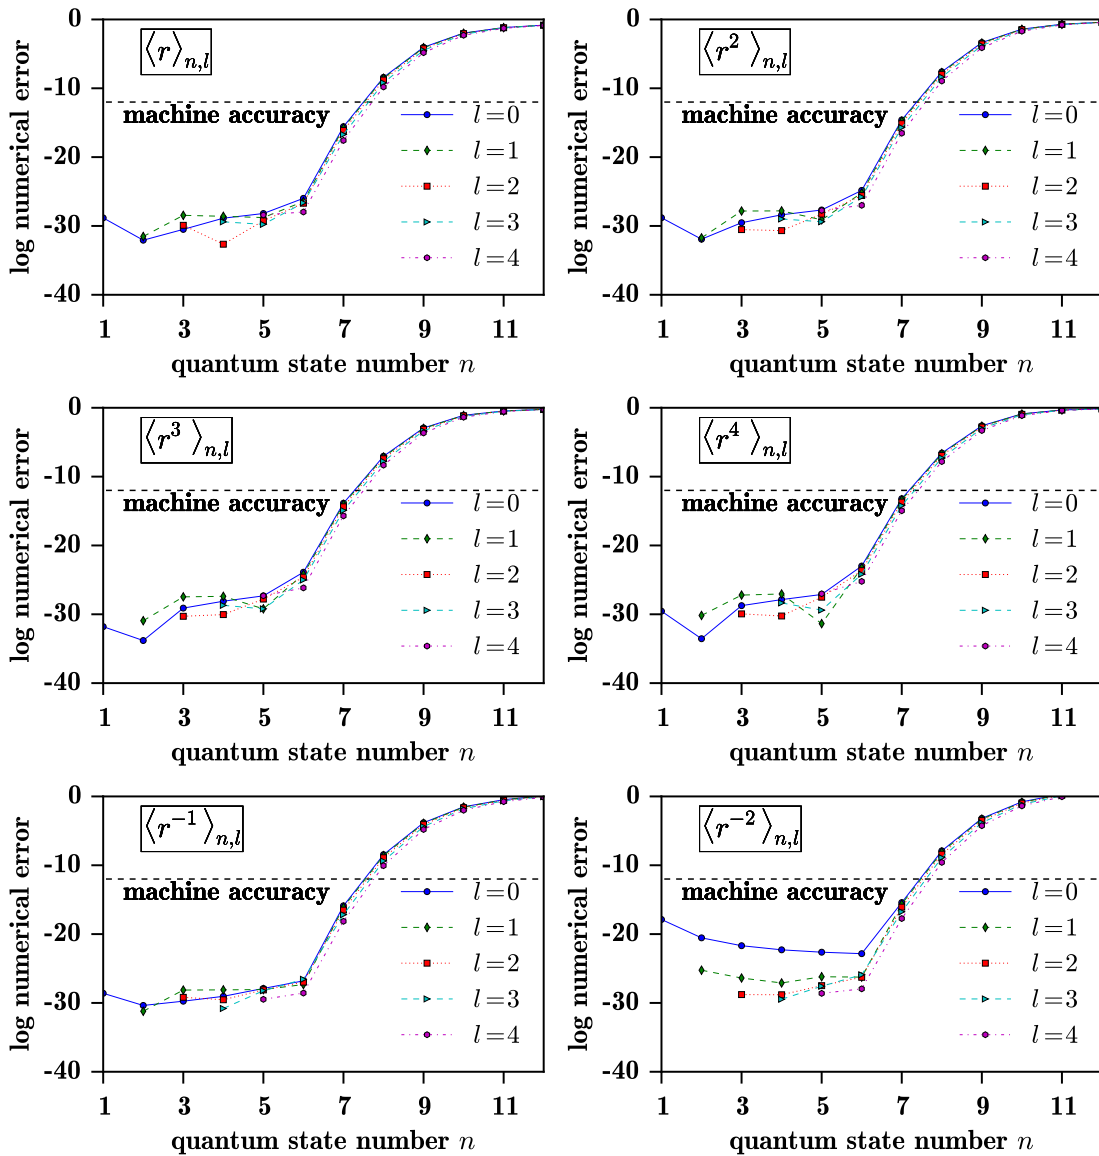 ⟨r⟩n,l
log numerical error
0
-10
-20
-30
-40
machine accuracy
l=0
l=1
l=2
l=3
l=4
1 3 5 7 9 11
quantum state number n
⟨r² ⟩n,l
log numerical error
0
-10
-20
-30
-40
machine accuracy
l=0
l=1
l=2
l=3
l=4
1 3 5 7 9 11
quantum state number n
⟨r³ ⟩n,l
log numerical error
0
-10
-20
-30
-40
machine accuracy
l=0
l=1
l=2
l=3
l=4
1 3 5 7 9 11
quantum state number n
⟨r⁴ ⟩n,l
log numerical error
0
-10
-20
-30
-40
machine accuracy
l=0
l=1
l=2
l=3
l=4
1 3 5 7 9 11
quantum state number n
⟨r⁻¹ ⟩n,l
log numerical error
0
-10
-20
-30
-40
machine accuracy
l=0
l=1
l=2
l=3
l=4
1 3 5 7 9 11
quantum state number n
⟨r⁻² ⟩n,l
log numerical error
0
-10
-20
-30
-40
machine accuracy
l=0
l=1
l=2
l=3
l=4
1 3 5 7 9 11
quantum state number n